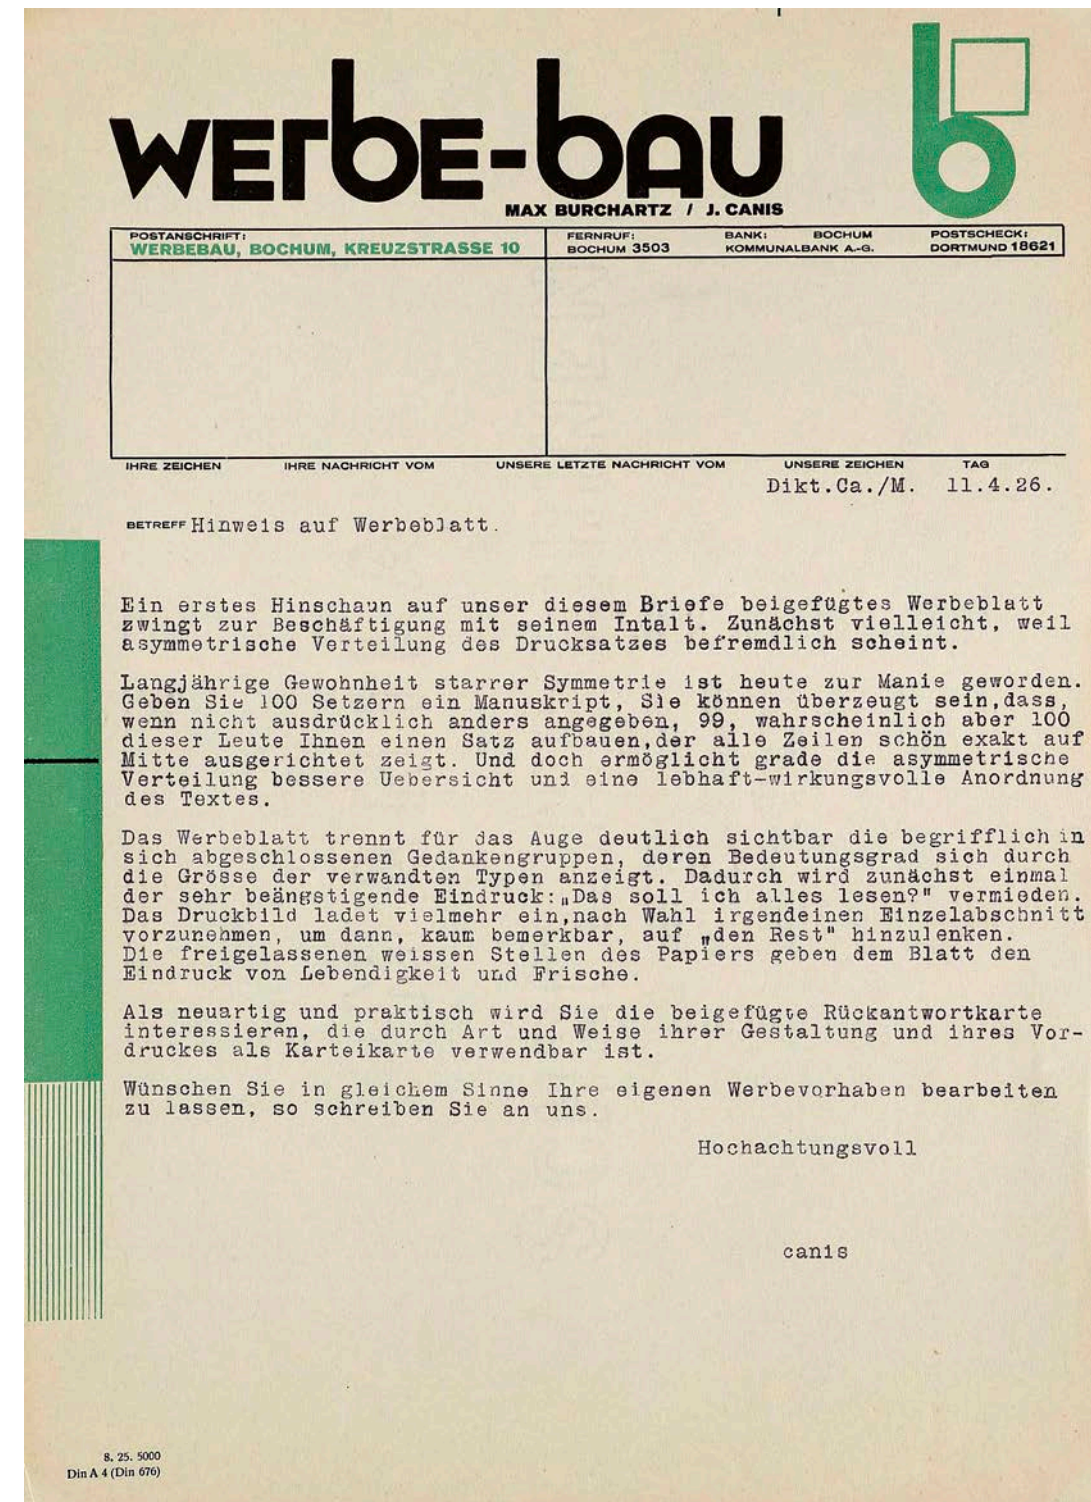 WErbE-bAU
MAX BURCHARTZ / J. CANIS
b
POSTANSCHRIFT: FERNRUF: BANK: BOCHUM POSTSCHECK:
WERBEBAU, BOCHUM, KREUZSTRASSE 10 BOCHUM 3503 KOMMUNALBANK A.-G. DORTMUND 18621
IHRE ZEICHEN IHRE NACHRICHT VOM UNSERE LETZTE NACHRICHT VOM UNSERE ZEICHEN TAG
Dikt.Ca./M. 11.4.26.
BETREFF Hinweis auf Werbeblatt.
Ein erstes Hinschaun auf unser diesem Briefe beigefügtes Werbeblatt
zwingt zur Beschäftigung mit seinem Intalt. Zunächst vielleicht, weil
asymmetrische Verteilung des Drucksatzes befremdlich scheint.
Langjährige Gewohnheit starrer Symmetrie ist heute zur Manie geworden.
Geben Sie 100 Setzern ein Manuskript, Sie können überzeugt sein,dass,
wenn nicht ausdrücklich anders angegeben, 99, wahrscheinlich aber 100
dieser Leute Ihnen einen Satz aufbauen,der alle Zeilen schön exakt auf
Mitte ausgerichtet zeigt. Und doch ermöglicht grade die asymmetrische
Verteilung bessere Uebersicht und eine lebhaft-wirkungsvolle Anordnung
des Textes.
Das Werbeblatt trennt für das Auge deutlich sichtbar die begrifflich in
sich abgeschlossenen Gedankengruppen, deren Bedeutungsgrad sich durch
die Grösse der verwandten Typen anzeigt. Dadurch wird zunächst einmal
der sehr beängstigende Eindruck:„Das soll ich alles lesen?" vermieden.
Das Druckbild ladet vielmehr ein,nach Wahl irgendeinen Einzelabschnitt
vorzunehmen, um dann, kaum bemerkbar, auf „den Rest" hinzulenken.
Die freigelassenen weissen Stellen des Papiers geben dem Blatt den
Eindruck von Lebendigkeit und Frische.
Als neuartig und praktisch wird Sie die beigefügte Rückantwortkarte
interessieren, die durch Art und Weise ihrer Gestaltung und ihres Vor-
druckes als Karteikarte verwendbar ist.
Wünschen Sie in gleichem Sinne Ihre eigenen Werbevorhaben bearbeiten
zu lassen, so schreiben Sie an uns.
Hochachtungsvoll
canis
8. 25. 5000
Din A 4 (Din 676)